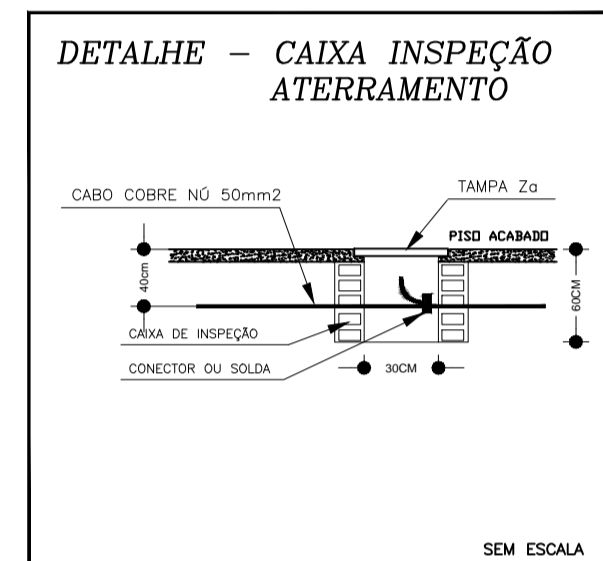 DETALHE – CAIXA INSPEÇÃO
ATERRAMENTO
CABO COBRE NÚ 50mm2
TAMPA Za
PISO ACABADO
40cm
60CM
CAIXA DE INSPEÇÃO
CONECTOR OU SOLDA
30CM
SEM ESCALA